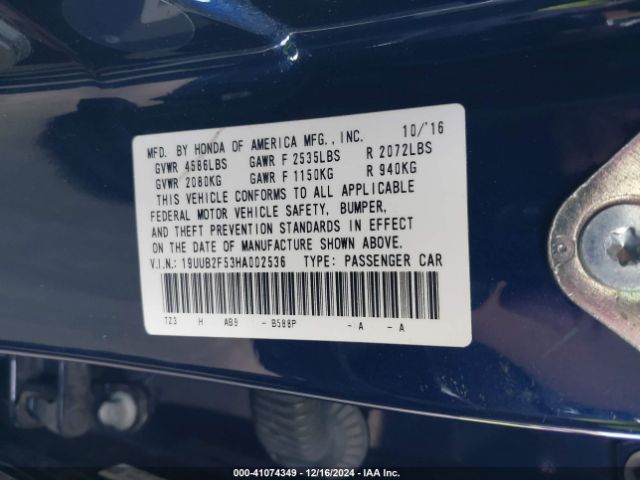 MFD. BY HONDA OF AMERICA MFG., INC. 10/'16
GVWR 4586LBS GAWR F 2535LBS R 2072LBS
GVWR 2080KG GAWR F 1150KG R 940KG
THIS VEHICLE CONFORMS TO ALL APPLICABLE
FEDERAL MOTOR VEHICLE SAFETY, BUMPER,
AND THEFT PREVENTION STANDARDS IN EFFECT
ON THE DATE OF MANUFACTURE SHOWN ABOVE.
V.I.N.: 19UUB2F53HA002536 TYPE: PASSENGER CAR
TZ3 H AB9 - B588P - A - A
000-41074349 - 12/16/2024 - IAA Inc.